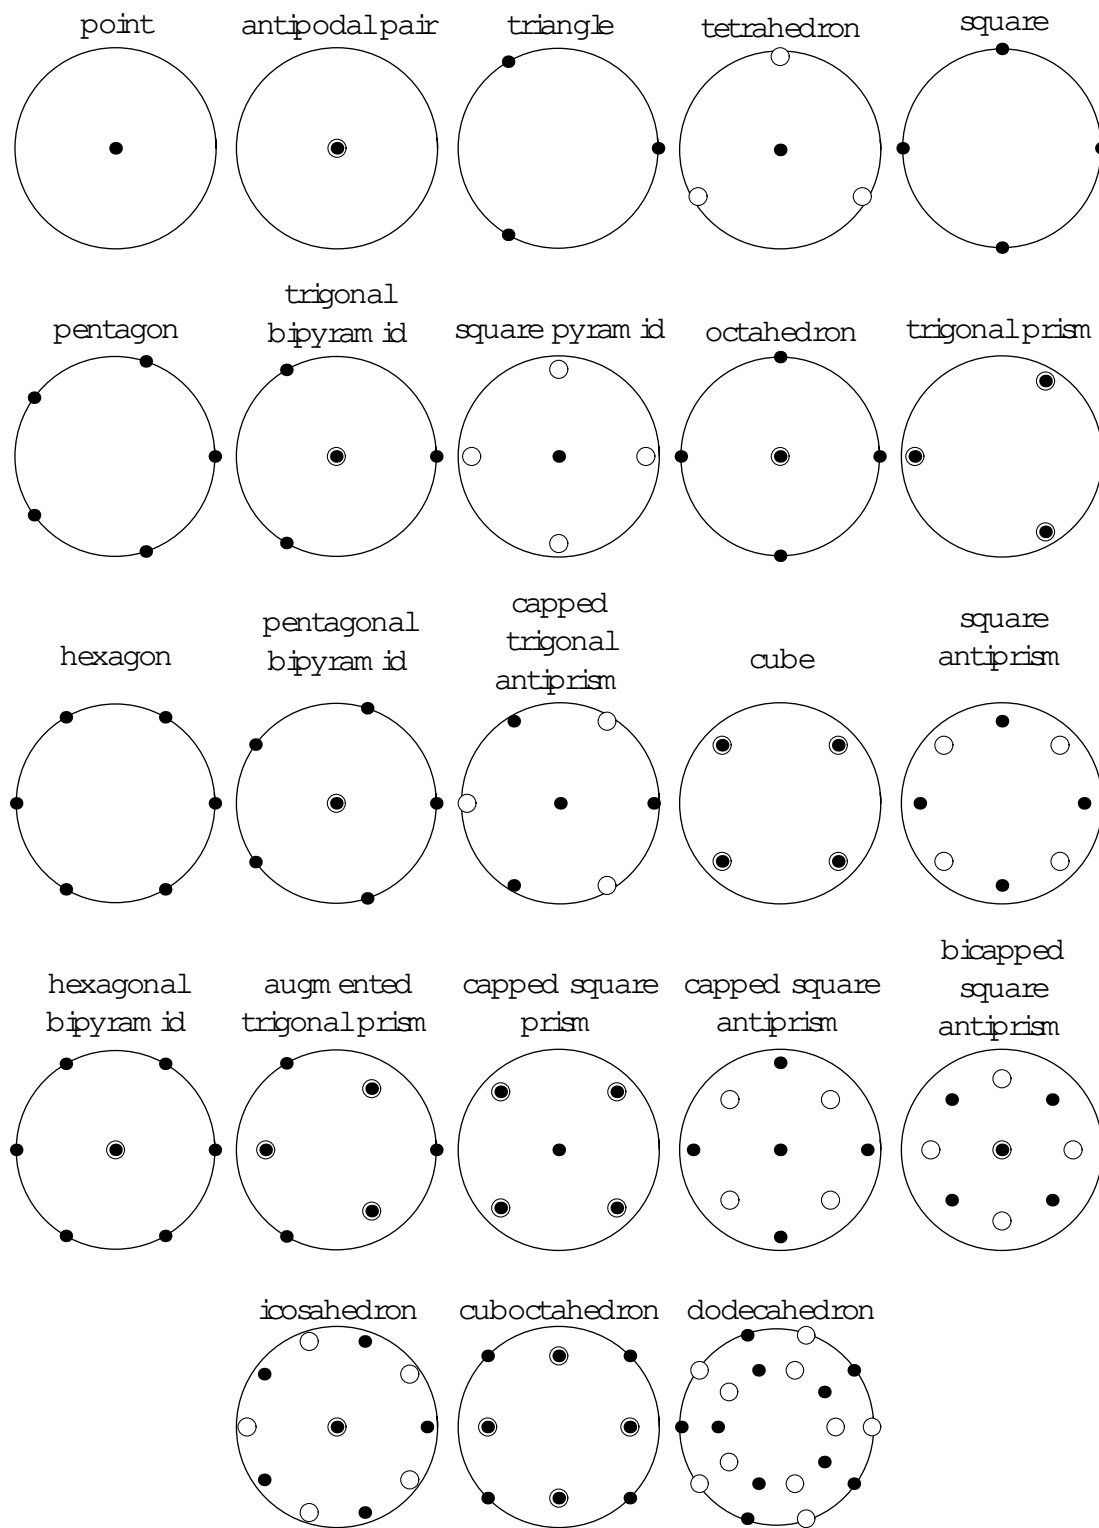 point
antipodal pair
triangle
tetrahedron
square
pentagon
trigonal
bipyramid
square pyramid
octahedron
trigonal prism
hexagon
pentagonal
bipyramid
capped
trigonal
antiprism
cube
square
antiprism
hexagonal
bipyramid
augmented
trigonal prism
capped square
prism
capped square
antiprism
bicapped
square
antiprism
icosahedron
cuboctahedron
dodecahedron